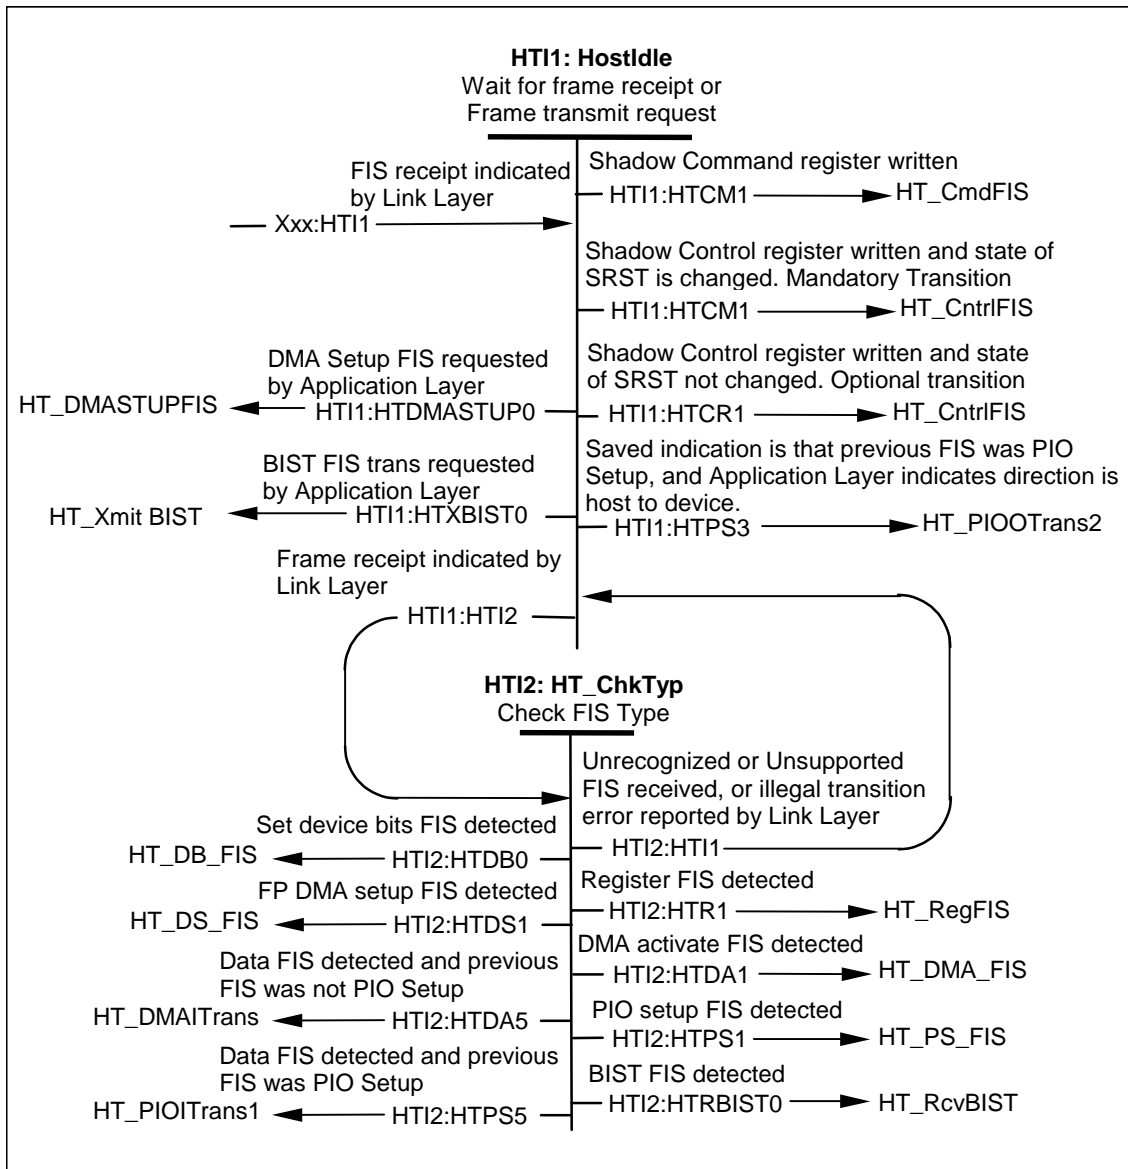 HTI1: HostIdle
Wait for frame receipt or
Frame transmit request
FIS receipt indicated
by Link Layer
Xxx:HTI1
Shadow Command register written
HTI1:HTCM1
HT_CmdFIS
Shadow Control register written and state of
SRST is changed. Mandatory Transition
HTI1:HTCM1
HT_CntrlFIS
DMA Setup FIS requested
by Application Layer
HT_DMASTUPFIS
HTI1:HTDMASTUP0
Shadow Control register written and state
of SRST not changed. Optional transition
HTI1:HTCR1
HT_CntrlFIS
BIST FIS trans requested
by Application Layer
HT_Xmit BIST
HTI1:HTXBIST0
Saved indication is that previous FIS was PIO
Setup, and Application Layer indicates direction is
host to device.
HTI1:HTPS3
HT_PIOOTrans2
Frame receipt indicated by
Link Layer
HTI1:HTI2
HTI2: HT_ChkTyp
Check FIS Type
Unrecognized or Unsupported
FIS received, or illegal transition
error reported by Link Layer
HTI2:HTI1
Set device bits FIS detected
HT_DB_FIS
HTI2:HTDB0
Register FIS detected
HTI2:HTR1
HT_RegFIS
FP DMA setup FIS detected
HT_DS_FIS
HTI2:HTDS1
DMA activate FIS detected
HTI2:HTDA1
HT_DMA_FIS
Data FIS detected and previous
FIS was not PIO Setup
HT_DMAITrans
HTI2:HTDA5
PIO setup FIS detected
HTI2:HTPS1
HT_PS_FIS
Data FIS detected and previous
FIS was PIO Setup
HT_PIOITrans1
HTI2:HTPS5
BIST FIS detected
HTI2:HTRBIST0
HT_RcvBIST